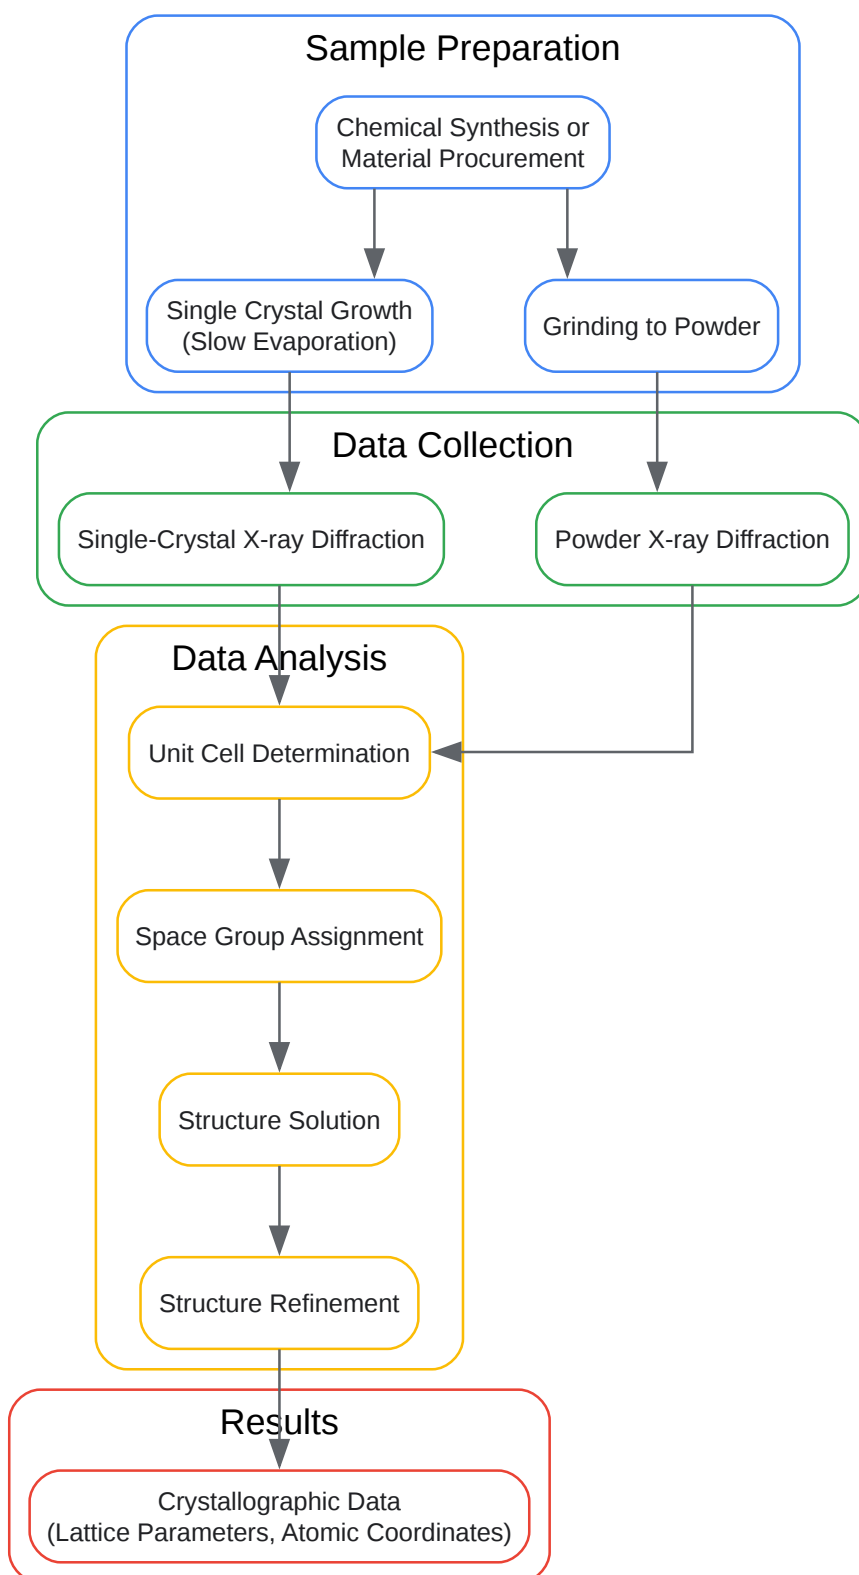 Sample Preparation
Chemical Synthesis or
Material Procurement
Single Crystal Growth
(Slow Evaporation)
Grinding to Powder
Data Collection
Single-Crystal X-ray Diffraction
Powder X-ray Diffraction
Data Analysis
Unit Cell Determination
Space Group Assignment
Structure Solution
Structure Refinement
Results
Crystallographic Data
(Lattice Parameters, Atomic Coordinates)